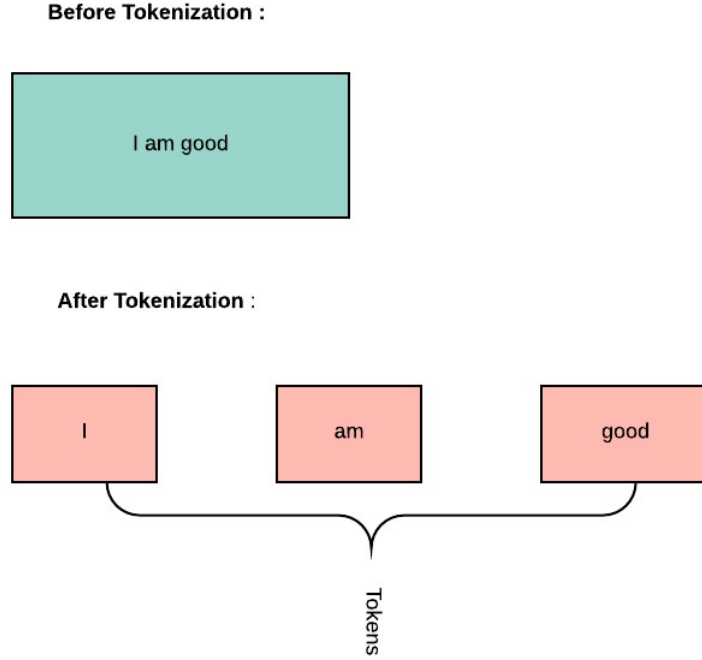 Before Tokenization :
I am good
After Tokenization :
I
am
good
Tokens